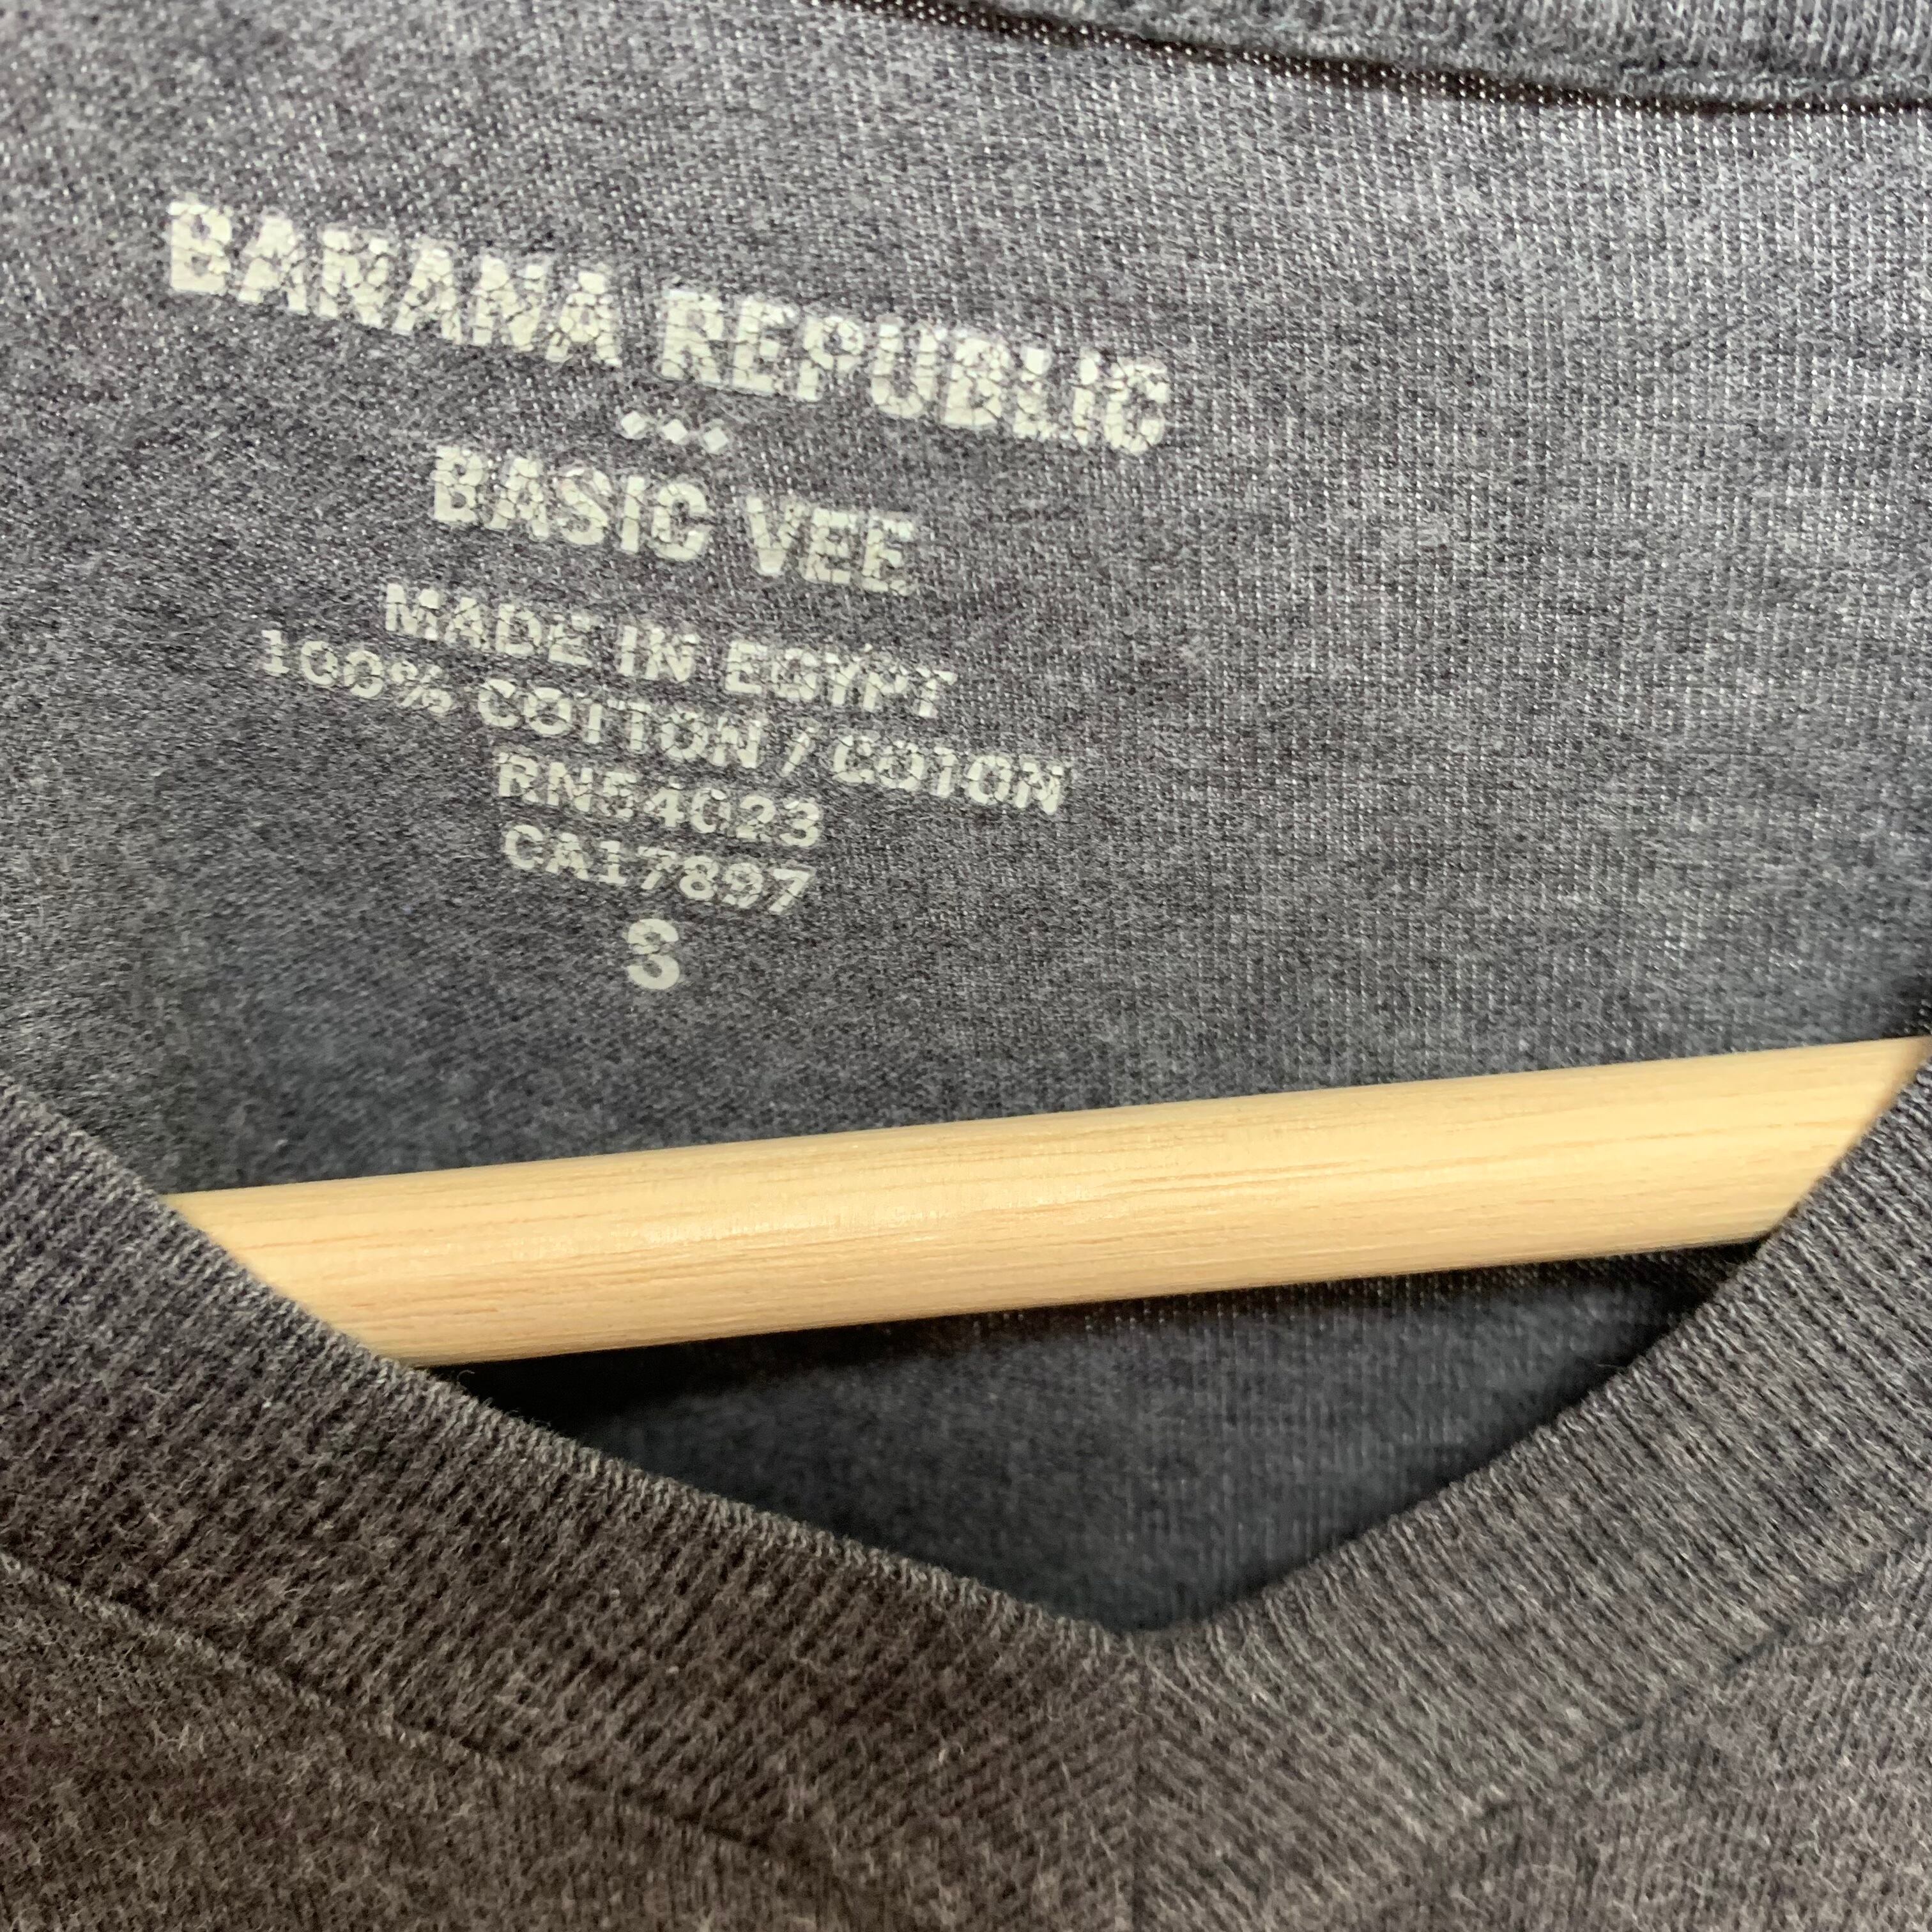 BANANA REPUBLIC
BASIC VEE
MADE IN EGYPT
100% COTTON / COTON
RN54023
CA17897
S